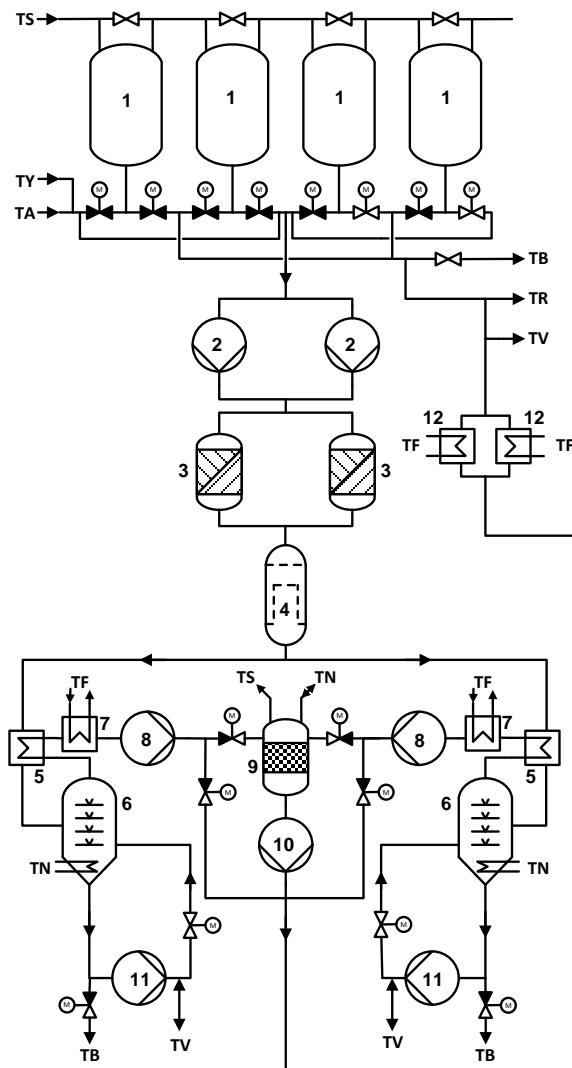 TS
1 1 1 1
M M M M M M M M
TY
TA
TB
TR
TV
2 2
12 12
TF TF
3 3
4
TF TS TN TF
7 M M 7
8 8
5 9 5
6 M M 6
10
TN TN
M M
11 11
M M
TV TV
TB TB